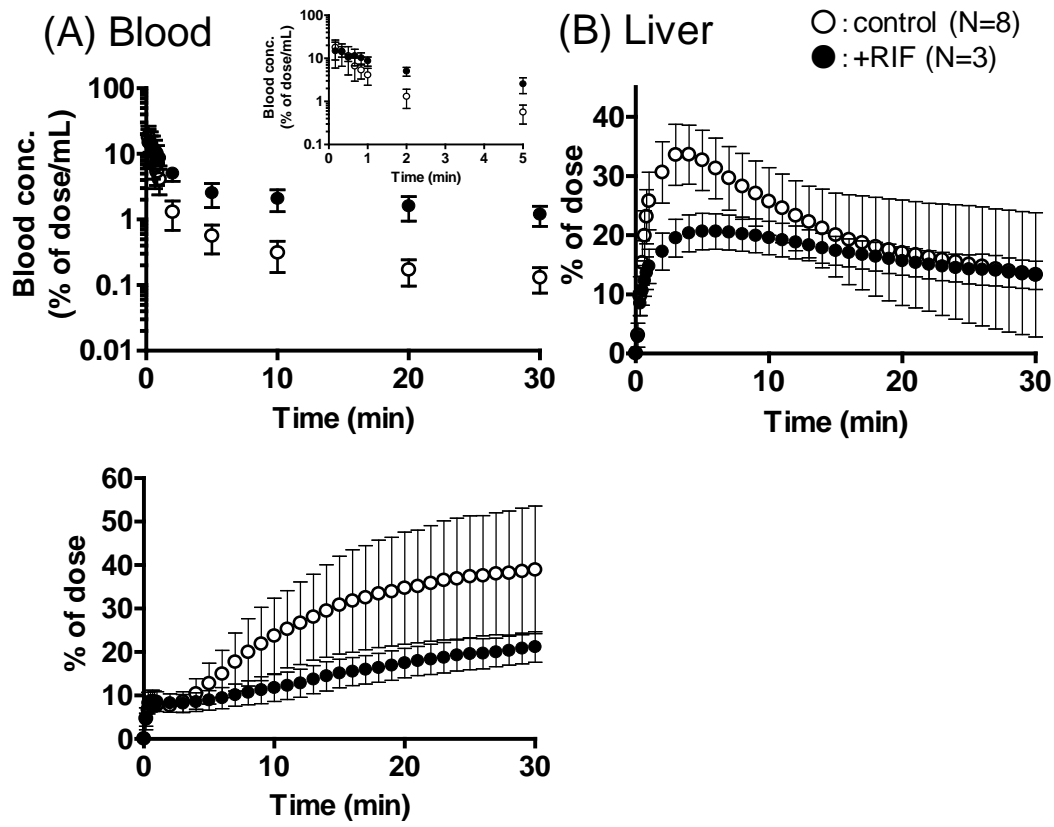 (A) Blood
Blood conc.
(% of dose/mL)
100
10
1
0.1
0.01
0
10
20
30
Time (min)
Blood conc.
(% of dose/mL)
100
10
1
0.1
0
1
2
3
4
5
Time (min)
(B) Liver
: control (N=8)
: +RIF (N=3)
% of dose
40
30
20
10
0
0
10
20
30
Time (min)
% of dose
60
50
40
30
20
10
0
0
10
20
30
Time (min)